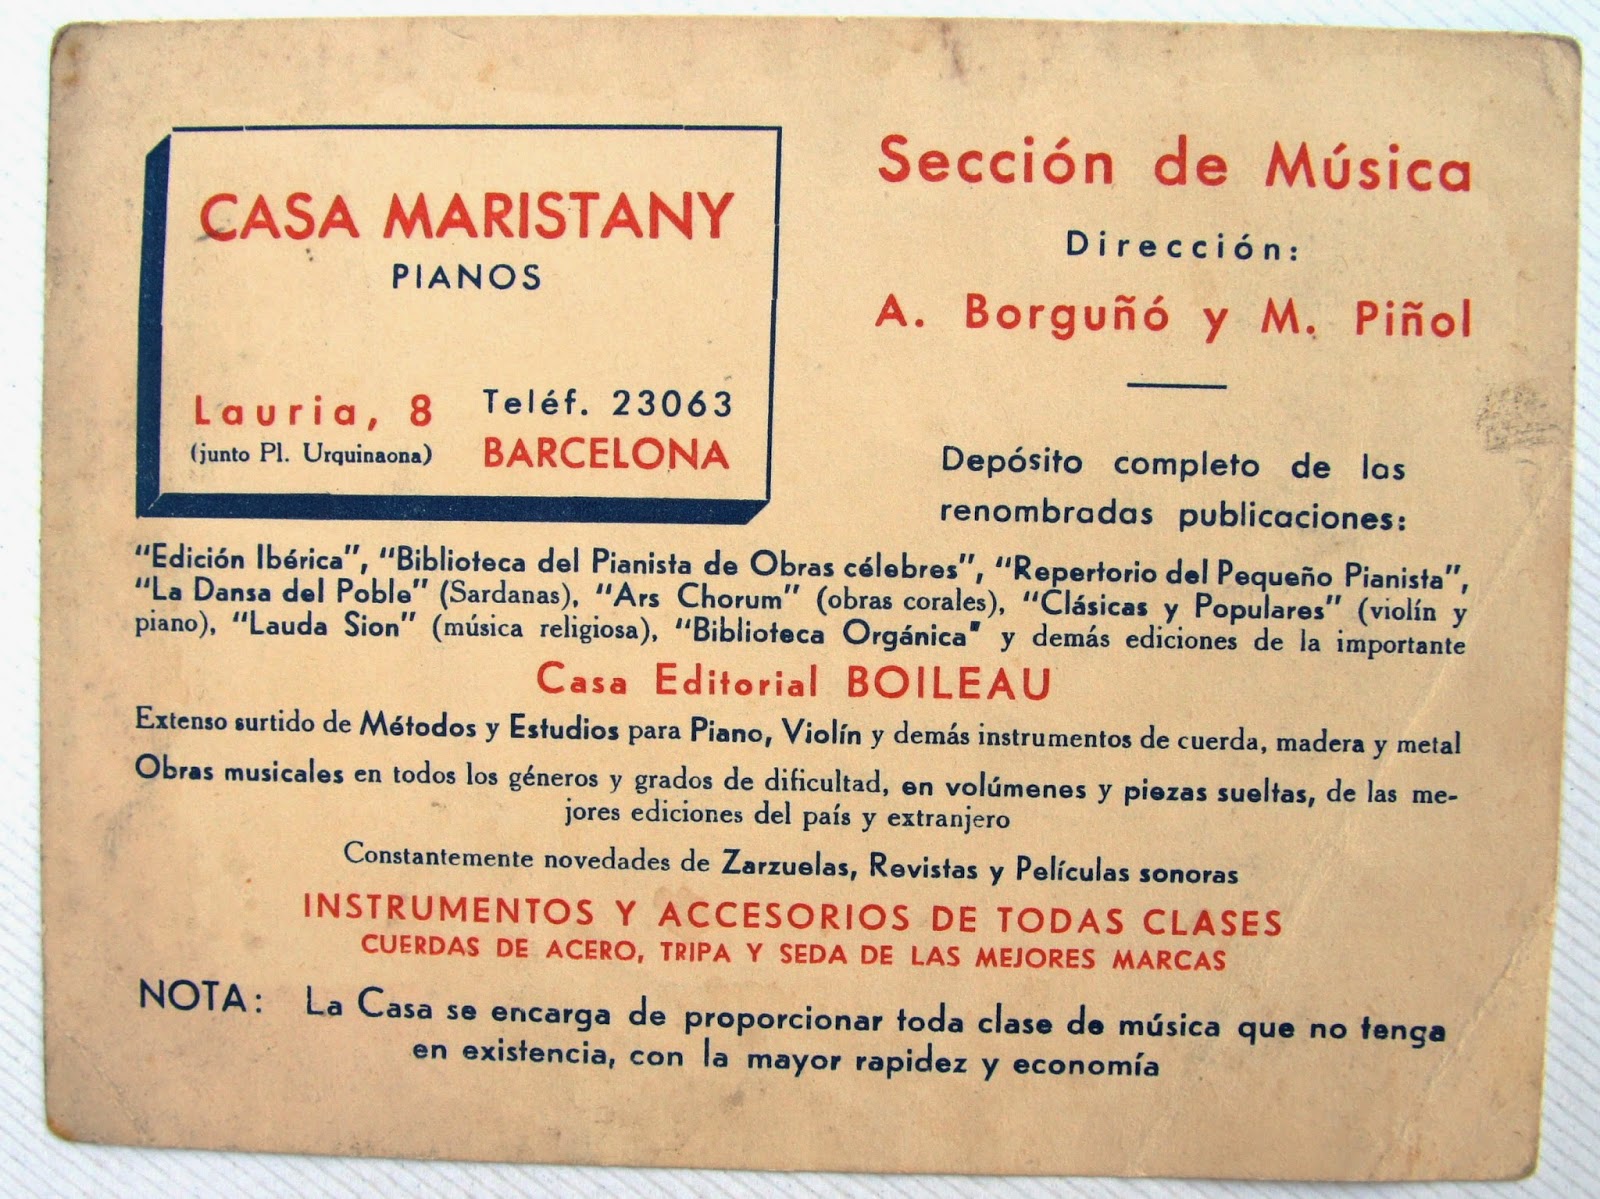 CASA MARISTANY
PIANOS
Lauria, 8
(junto Pl. Urquinaona)
Teléf. 23063
BARCELONA
Sección de Música
Dirección:
A. Borguñó y M. Piñol
Depósito completo de las
renombradas publicaciones:
"Edición Ibérica", "Biblioteca del Pianista de Obras célebres", "Repertorio del Pequeño Pianista",
"La Dansa del Poble" (Sardanas), "Ars Chorum" (obras corales), "Clásicas y Populares" (violín y
piano), "Lauda Sion" (música religiosa), "Biblioteca Orgánica" y demás ediciones de la importante
Casa Editorial BOILEAU
Extenso surtido de Métodos y Estudios para Piano, Violín y demás instrumentos de cuerda, madera y metal
Obras musicales en todos los géneros y grados de dificultad, en volúmenes y piezas sueltas, de las me-
jores ediciones del país y extranjero
Constantemente novedades de Zarzuelas, Revistas y Películas sonoras
INSTRUMENTOS Y ACCESORIOS DE TODAS CLASES
CUERDAS DE ACERO, TRIPA Y SEDA DE LAS MEJORES MARCAS
NOTA: La Casa se encarga de proporcionar toda clase de música que no tenga
en existencia, con la mayor rapidez y economía